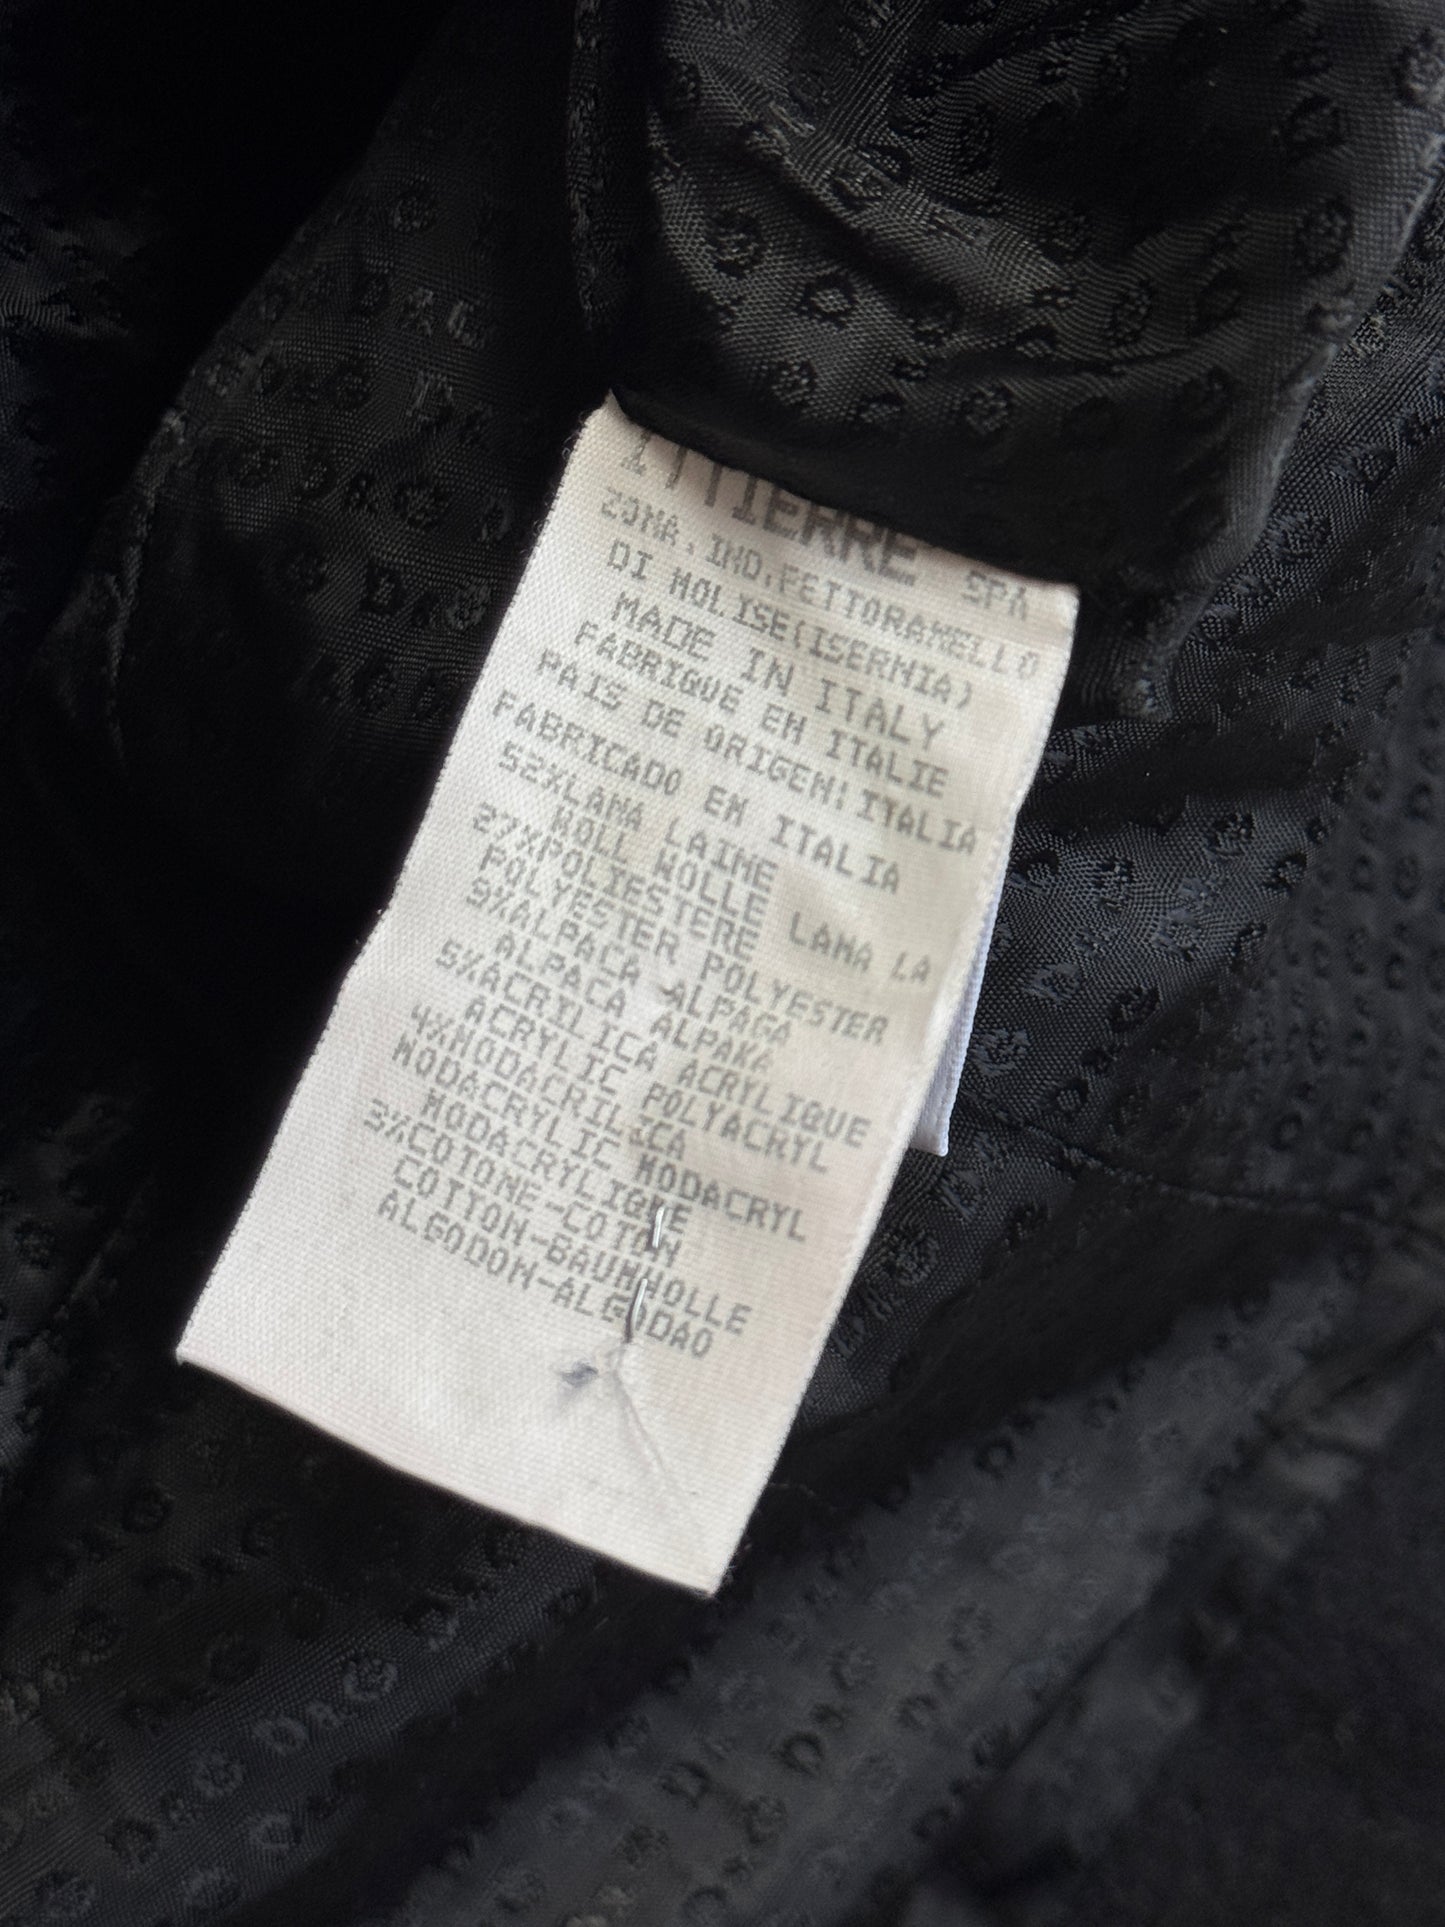 ITTIERRE SPA
ZONA.IND.PETTORANELLO
DI MOLISE(ISERNIA)
MADE IN ITALY
FABRIQUE EN ITALIE
PAIS DE ORIGEN:ITALIA
FABRICADO EN ITALIA
52%LANA LAINE
WOLL WOLLE LANA LA
27%POLIESTERE
POLYESTER POLYESTER
9%ALPACA ALPAGA
ALPACA ALPAKA
5%ACRILICA ACRYLIQUE
ACRYLIC POLYACRYL
4%MODACRILICA
MODACRYLIC MODACRYL
MODACRYLIQUE
3%COTONE-COTON
COTTON-BAUMWOLLE
ALGODON-ALGODAO